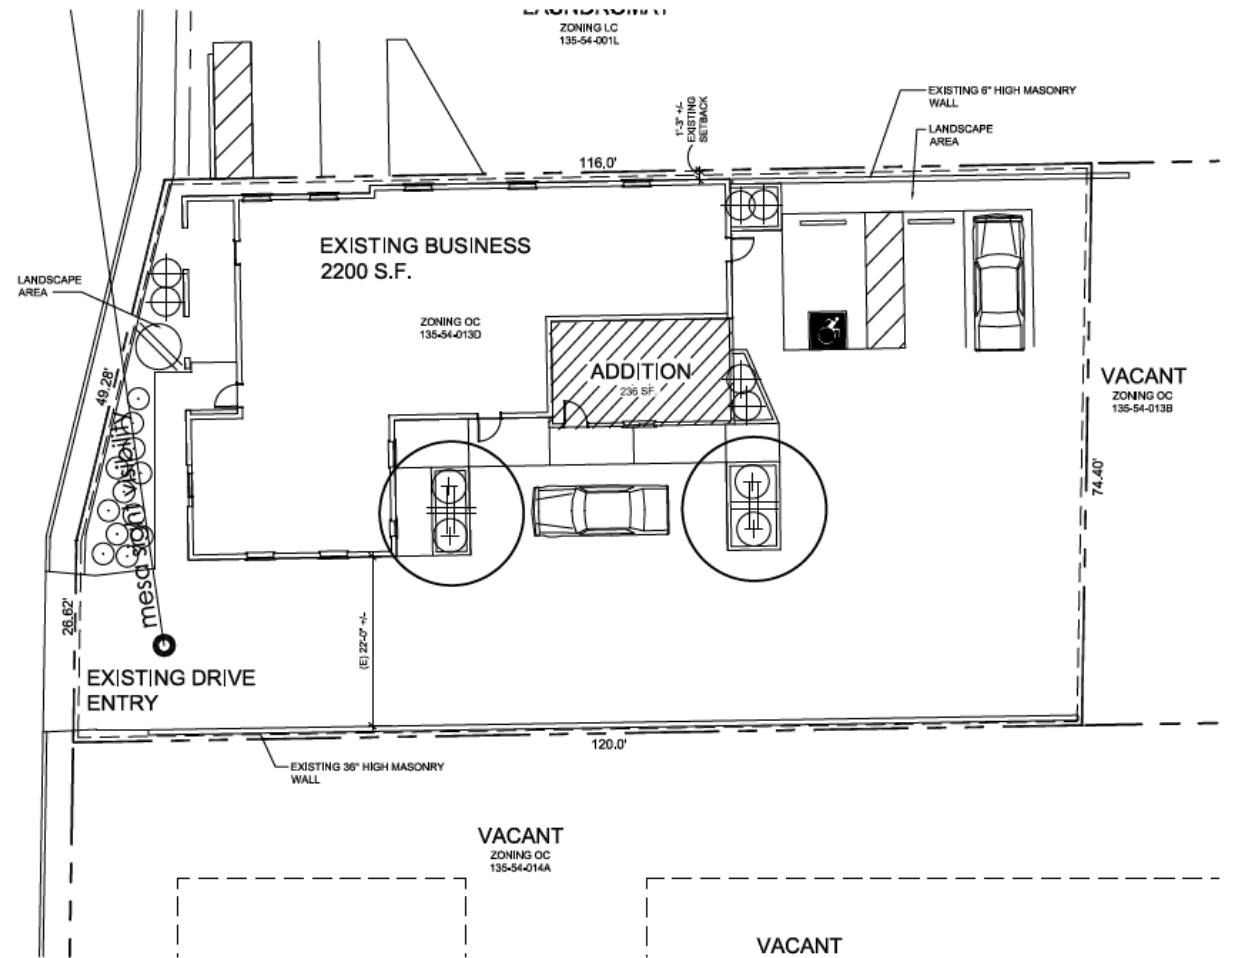 LAUNDROMAT
ZONING LC
135-54-001L
EXISTING 6" HIGH MASONRY
WALL
LANDSCAPE
AREA
1'-3" +/-
EXISTING
SETBACK
116.0'
EXISTING BUSINESS
2200 S.F.
LANDSCAPE
AREA
ZONING OC
135-54-013D
ADDITION
236 SF.
VACANT
ZONING OC
135-54-013B
49.28'
mesa sight visibility
74.40'
26.62'
(E) 22'-0" +/-
EXISTING DRIVE
ENTRY
120.0'
EXISTING 36" HIGH MASONRY
WALL
VACANT
ZONING OC
135-54-014A
VACANT